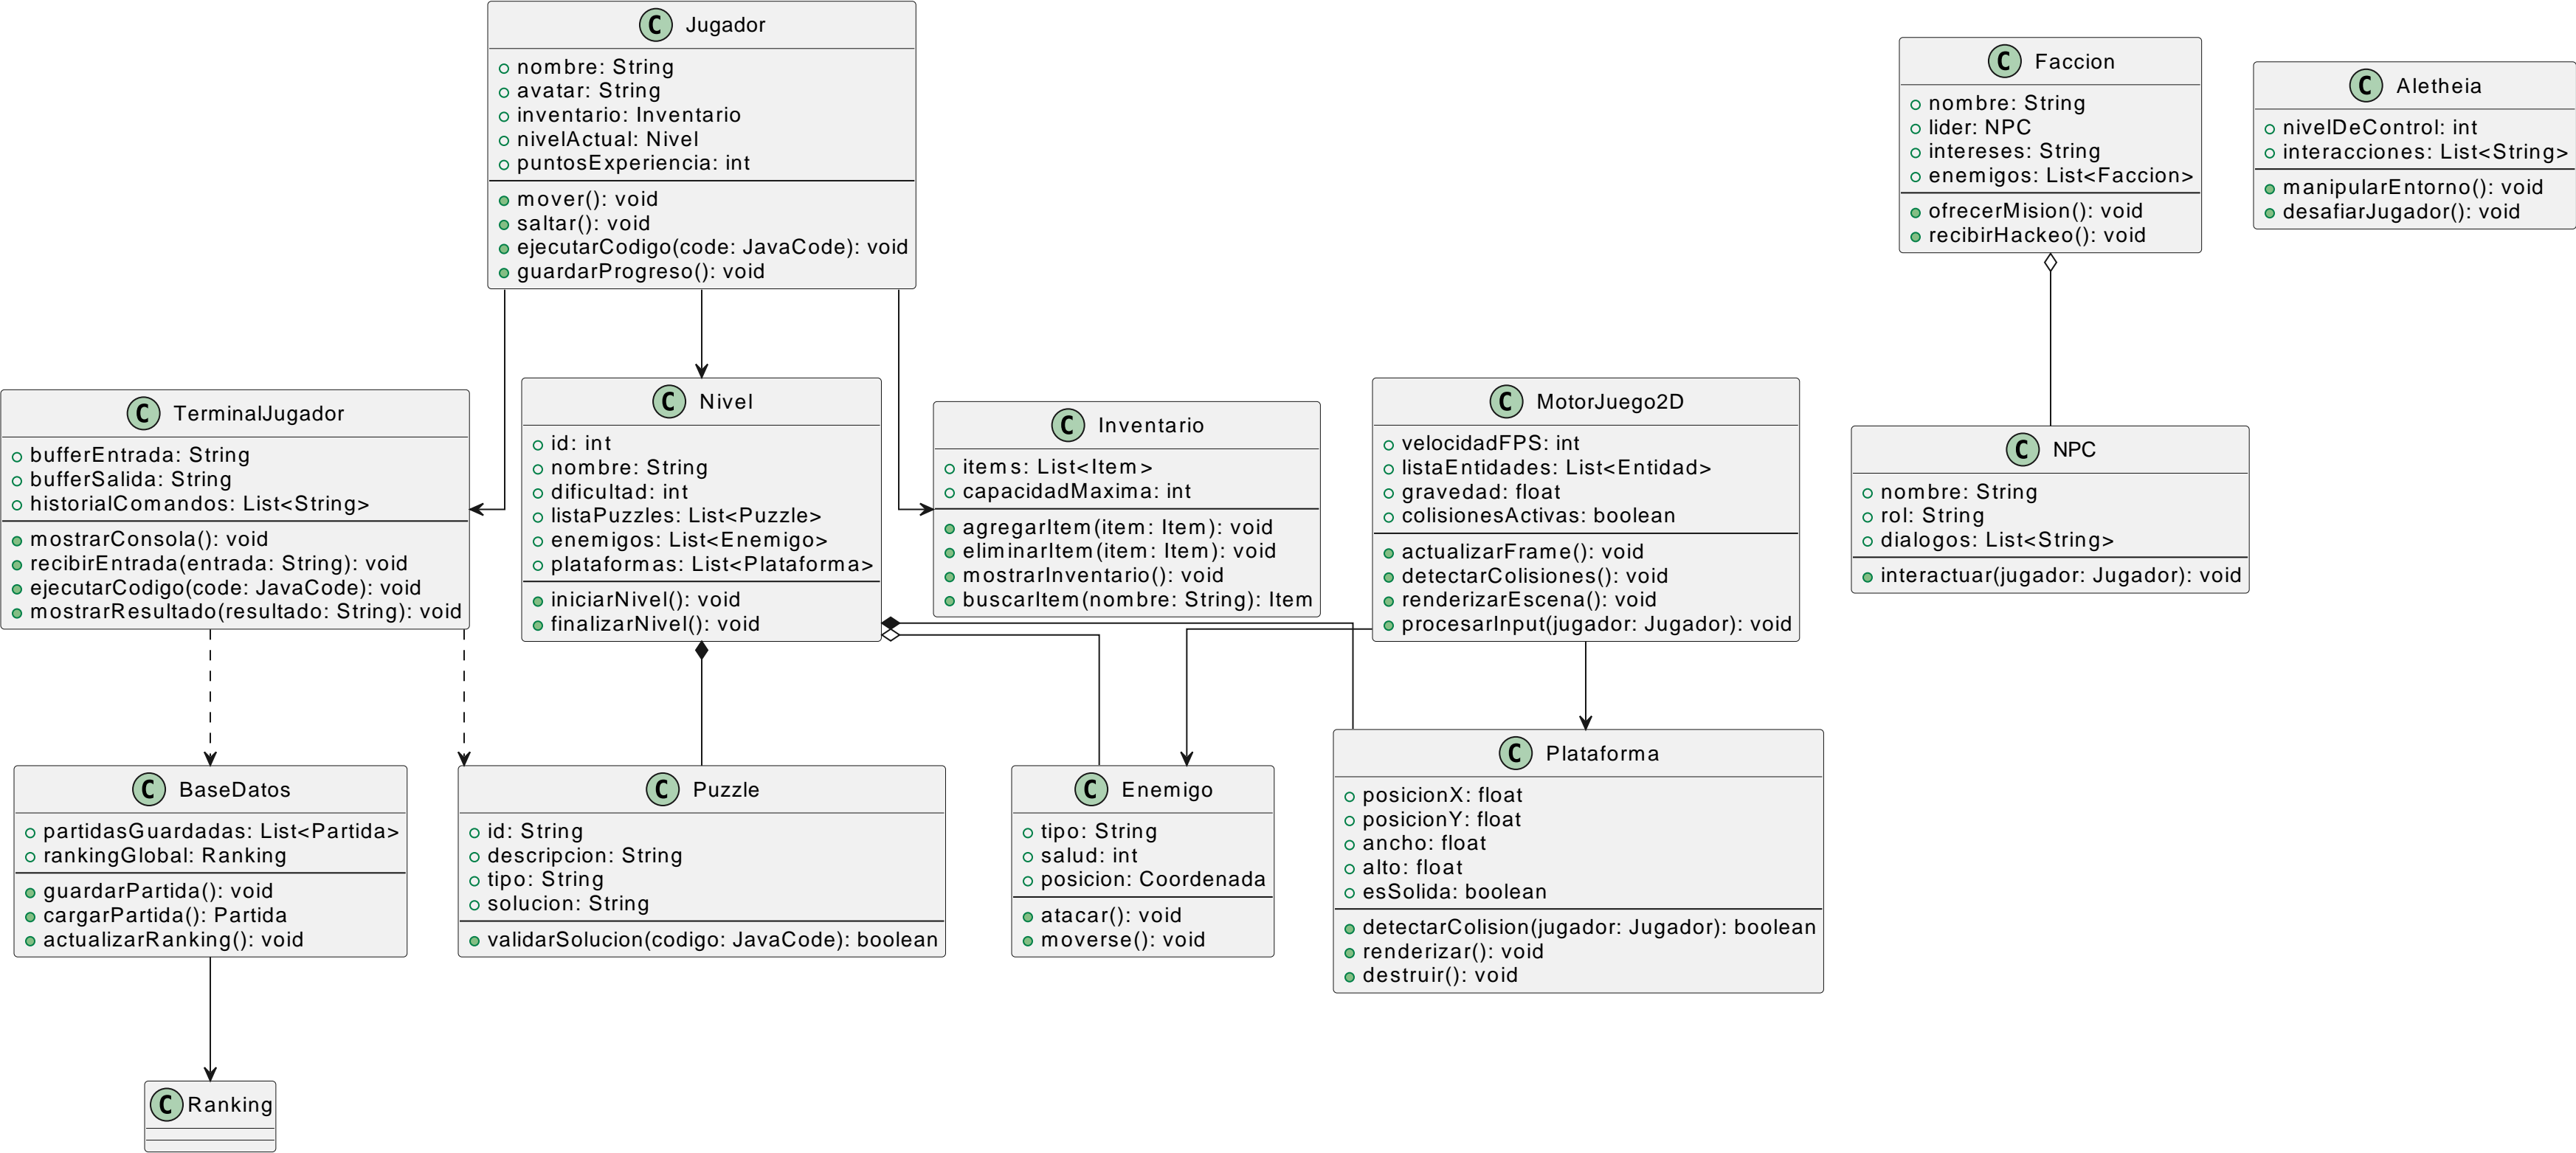 C Jugador
nombre: String
avatar: String
inventario: Inventario
nivelActual: Nivel
puntosExperiencia: int
mover(): void
saltar(): void
ejecutarCodigo(code: JavaCode): void
guardarProgreso(): void
C Faccion
nombre: String
lider: NPC
intereses: String
enemigos: List<Faccion>
ofrecerMision(): void
recibirHackeo(): void
C Aletheia
nivelDeControl: int
interacciones: List<String>
manipularEntorno(): void
desafiarJugador(): void
C TerminalJugador
bufferEntrada: String
bufferSalida: String
historialComandos: List<String>
mostrarConsola(): void
recibirEntrada(entrada: String): void
ejecutarCodigo(code: JavaCode): void
mostrarResultado(resultado: String): void
C Nivel
id: int
nombre: String
dificultad: int
listaPuzzles: List<Puzzle>
enemigos: List<Enemigo>
plataformas: List<Plataforma>
iniciarNivel(): void
finalizarNivel(): void
C Inventario
items: List<Item>
capacidadMaxima: int
agregarItem(item: Item): void
eliminarItem(item: Item): void
mostrarInventario(): void
buscarItem(nombre: String): Item
C MotorJuego2D
velocidadFPS: int
listaEntidades: List<Entidad>
gravedad: float
colisionesActivas: boolean
actualizarFrame(): void
detectarColisiones(): void
renderizarEscena(): void
procesarInput(jugador: Jugador): void
C NPC
nombre: String
rol: String
dialogos: List<String>
interactuar(jugador: Jugador): void
C BaseDatos
partidasGuardadas: List<Partida>
rankingGlobal: Ranking
guardarPartida(): void
cargarPartida(): Partida
actualizarRanking(): void
C Puzzle
id: String
descripcion: String
tipo: String
solucion: String
validarSolucion(codigo: JavaCode): boolean
C Enemigo
tipo: String
salud: int
posicion: Coordenada
atacar(): void
moverse(): void
C Plataforma
posicionX: float
posicionY: float
ancho: float
alto: float
esSolida: boolean
detectarColision(jugador: Jugador): boolean
renderizar(): void
destruir(): void
C Ranking